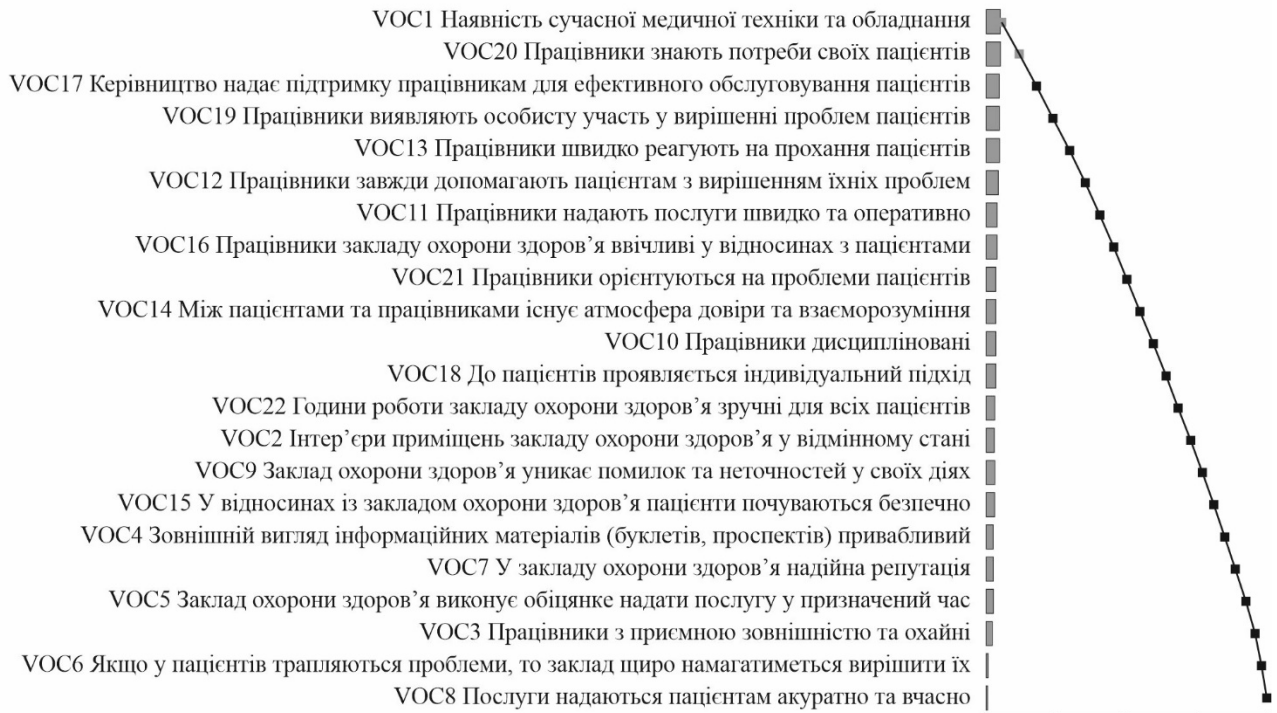 VOC1 Наявність сучасної медичної техніки та обладнання
VOC20 Працівники знають потреби своїх пацієнтів
VOC17 Керівництво надає підтримку працівникам для ефективного обслуговування пацієнтів
VOC19 Працівники виявляють особисту участь у вирішенні проблем пацієнтів
VOC13 Працівники швидко реагують на прохання пацієнтів
VOC12 Працівники завжди допомагають пацієнтам з вирішенням їхніх проблем
VOC11 Працівники надають послуги швидко та оперативно
VOC16 Працівники закладу охорони здоров’я ввічливі у відносинах з пацієнтами
VOC21 Працівники орієнтуються на проблеми пацієнтів
VOC14 Між пацієнтами та працівниками існує атмосфера довіри та взаєморозуміння
VOC10 Працівники дисципліновані
VOC18 До пацієнтів проявляється індивідуальний підхід
VOC22 Години роботи закладу охорони здоров’я зручні для всіх пацієнтів
VOC2 Інтер’єри приміщень закладу охорони здоров’я у відмінному стані
VOC9 Заклад охорони здоров’я уникає помилок та неточностей у своїх діях
VOC15 У відносинах із закладом охорони здоров’я пацієнти почуваються безпечно
VOC4 Зовнішній вигляд інформаційних матеріалів (буклетів, проспектів) привабливий
VOC7 У закладу охорони здоров’я надійна репутація
VOC5 Заклад охорони здоров’я виконує обіцянке надати послугу у призначений час
VOC3 Працівники з приємною зовнішністю та охайні
VOC6 Якщо у пацієнтів трапляються проблеми, то заклад щиро намагатиметься вирішити їх
VOC8 Послуги надаються пацієнтам акуратно та вчасно